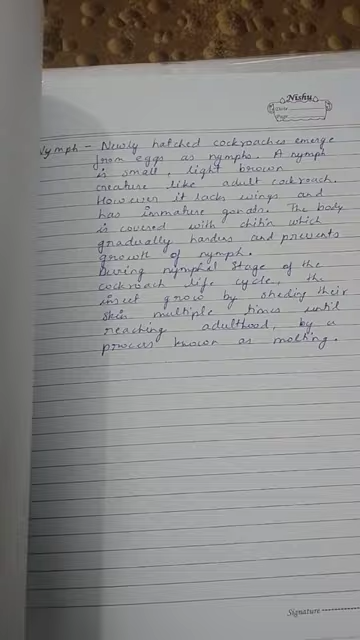 Nishu
Date
Page
Nymph - Newly hatched cockroaches emerge
from eggs as nymphs. A nymph
is small, light brown
creature like adult cockroach.
However it lacks wings and
has immature gonads. The body
is covered with chitin which
gradually hardens and prevents
growth of nymph.
During nymphal stage of the
cockroach life cycle, the
insect grow by sheding their
skin multiple times until
reaching adulthood, by a
process known as molting.
Signature